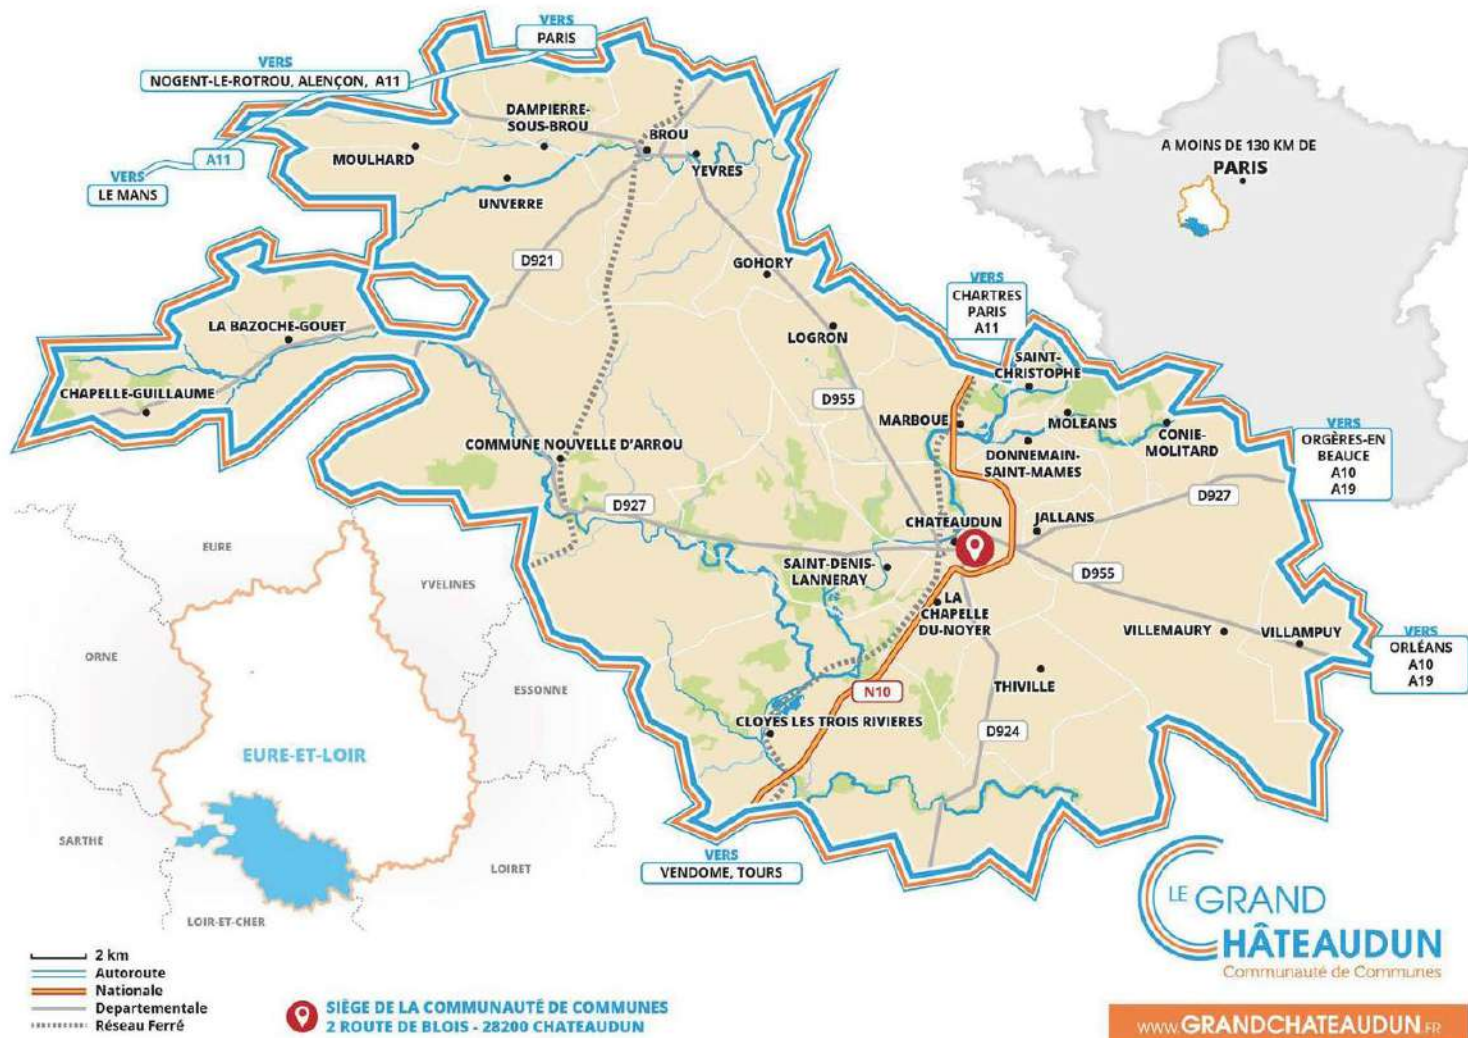 VERS
PARIS
VERS
NOGENT-LE-ROTROU, ALENÇON, A11
A11
VERS
LE MANS
DAMPIERRE-
SOUS-BROU
BROU
MOULHARD
YEVRES
UNVERRE
D921
GOHORY
A MOINS DE 130 KM DE
PARIS
VERS
CHARTRES
PARIS
A11
LA BAZOCHE-GOUET
LOGRON
SAINT-
CHRISTOPHE
CHAPELLE-GUILLAUME
D955
MARBOUE
MOLEANS
CONIE-
MOLITARD
DONNEMAIN-
SAINT-MAMES
VERS
ORGÈRES-EN
BEAUCE
A10
A19
COMMUNE NOUVELLE D'ARROU
D927
D927
CHATEAUDUN
JALLANS
SAINT-DENIS-
LANNERAY
D955
LA
CHAPELLE
DU-NOYER
VILLEMAURY
VILLAMPUY
VERS
ORLÉANS
A10
A19
THIVILLE
N10
CLOYES LES TROIS RIVIERES
D924
VERS
VENDOME, TOURS
EURE
YVELINES
ORNE
ESSONNE
EURE-ET-LOIR
SARTHE
LOIRET
LOIR-ET-CHER
2 km
Autoroute
Nationale
Departementale
Réseau Ferré
SIÈGE DE LA COMMUNAUTÉ DE COMMUNES
2 ROUTE DE BLOIS - 28200 CHATEAUDUN
LE GRAND
CHÂTEAUDUN
Communauté de Communes
WWW.GRANDCHATEAUDUN.FR